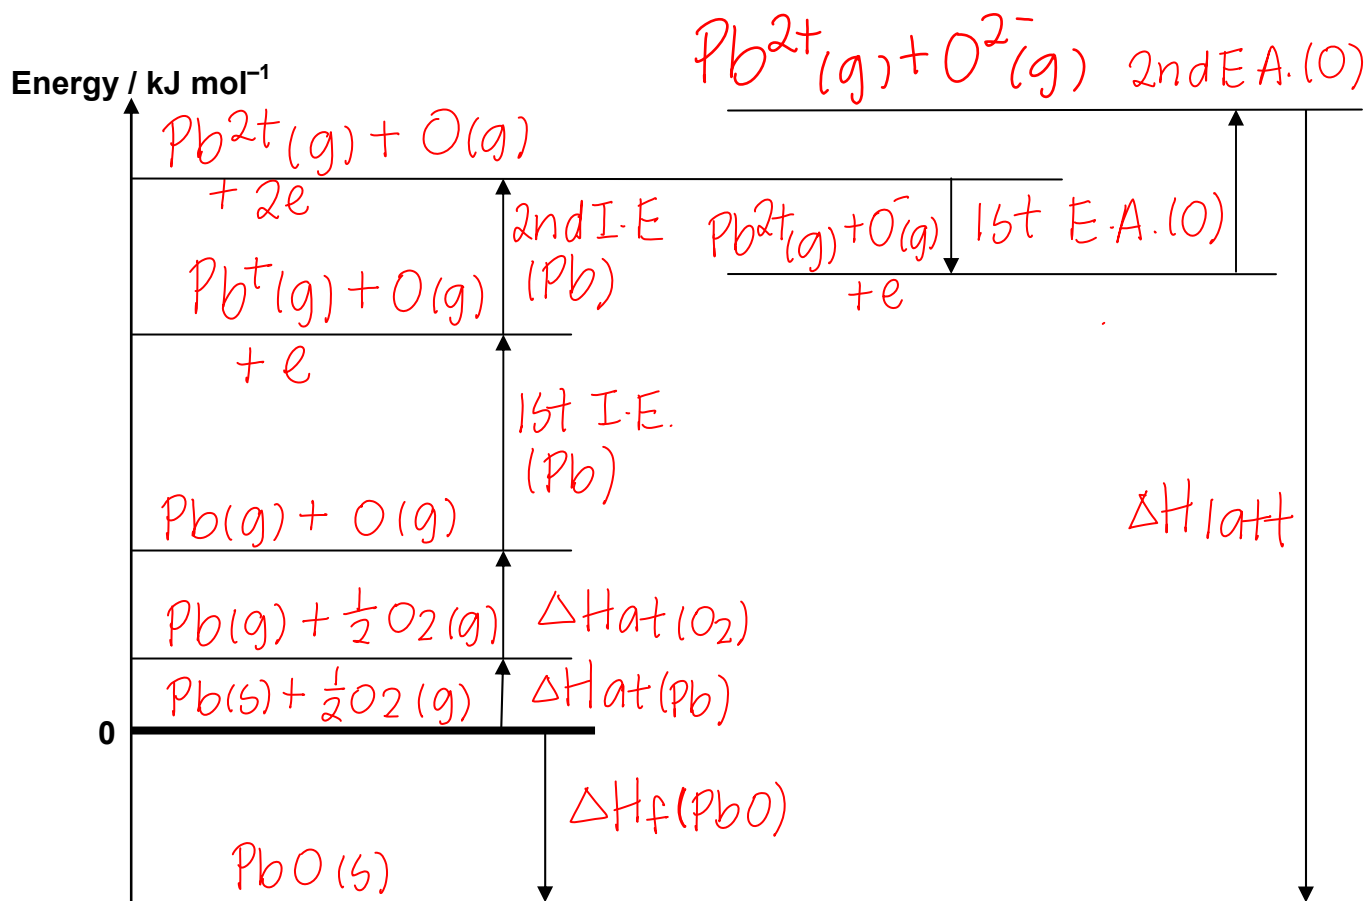 Pb²⁺(g) + O²⁻(g) 2nd E.A.(O)
Energy / kJ mol⁻¹
Pb²⁺(g) + O(g)
+ 2e
2nd I.E
(Pb)
Pb²⁺(g) + O⁻(g) 1st E.A.(O)
+ e
Pb⁺(g) + O(g)
+ e
1st I.E.
(Pb)
Pb(g) + O(g)
ΔHlatt
Pb(g) + ½O2(g) ΔHat(O2)
Pb(s) + ½O2(g) ΔHat(Pb)
0
ΔHf(PbO)
PbO(s)